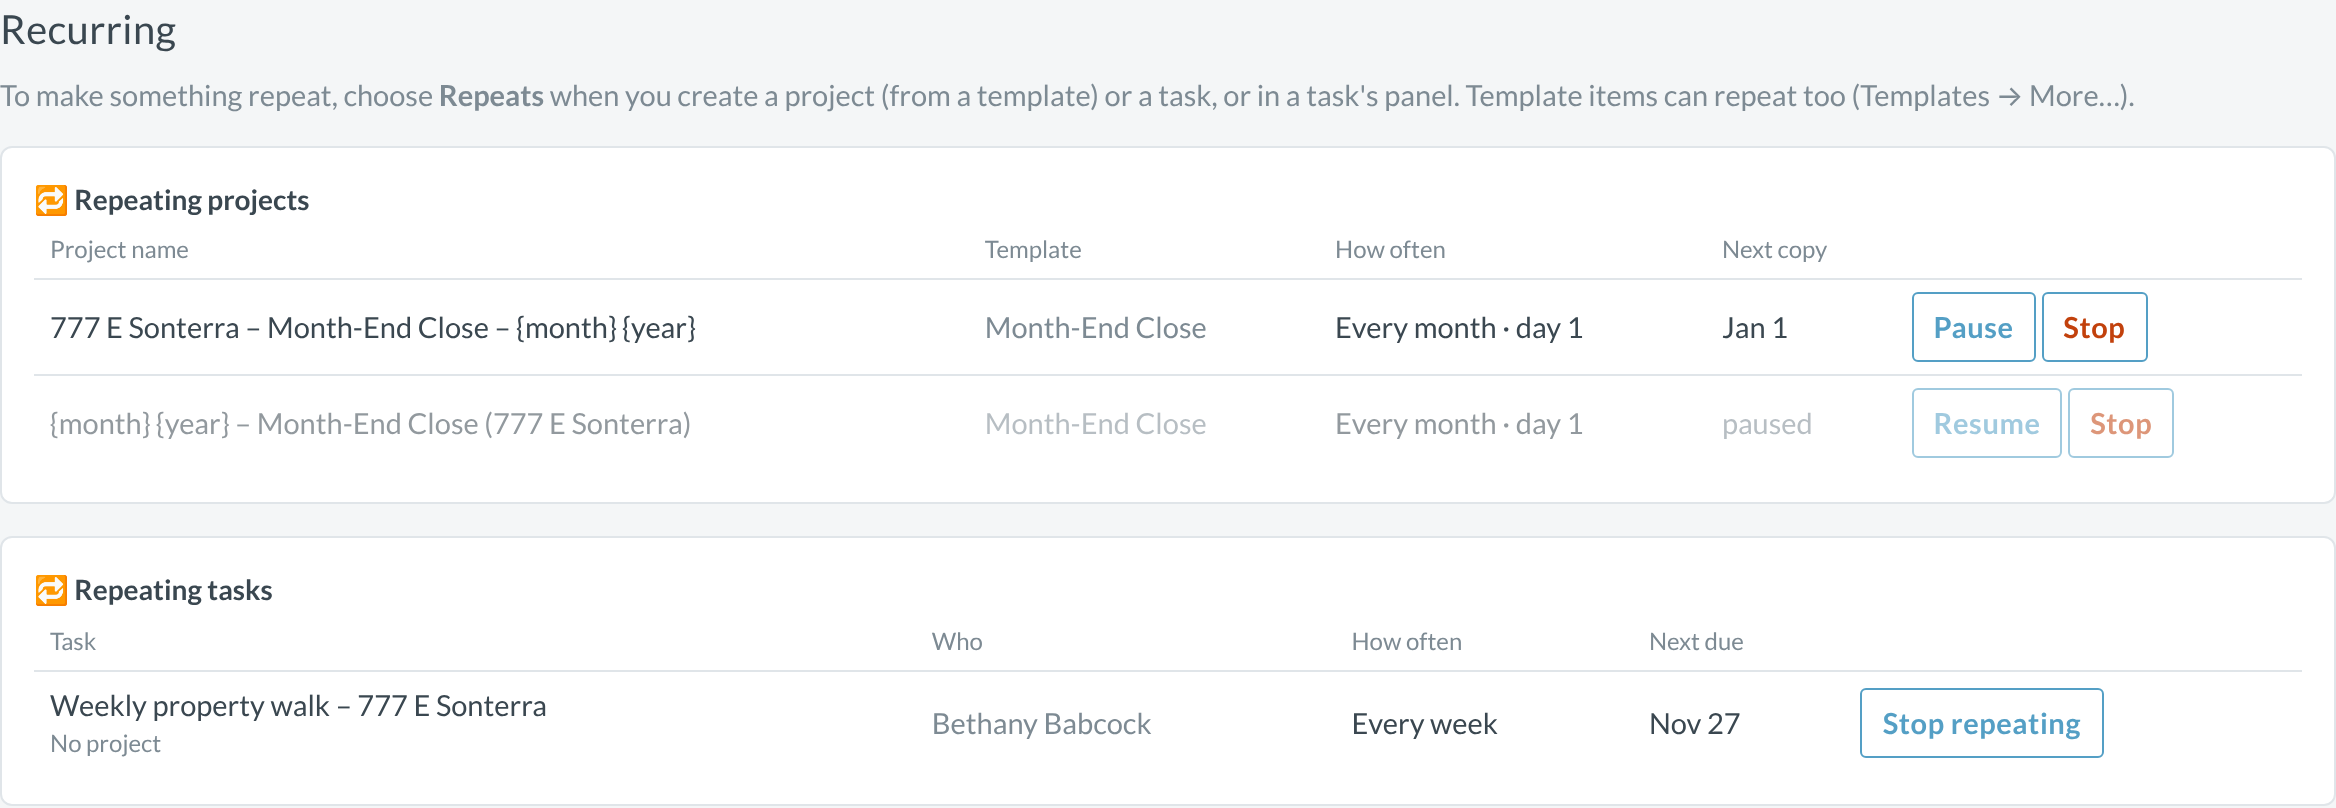 Recurring
To make something repeat, choose Repeats when you create a project (from a template) or a task, or in a task's panel. Template items can repeat too (Templates → More...).
🔁 Repeating projects
Project name Template How often Next copy
777 E Sonterra – Month-End Close – {month} {year} Month-End Close Every month · day 1 Jan 1 Pause Stop
{month} {year} – Month-End Close (777 E Sonterra) Month-End Close Every month · day 1 paused Resume Stop
🔁 Repeating tasks
Task Who How often Next due
Weekly property walk – 777 E Sonterra Bethany Babcock Every week Nov 27 Stop repeating
No project